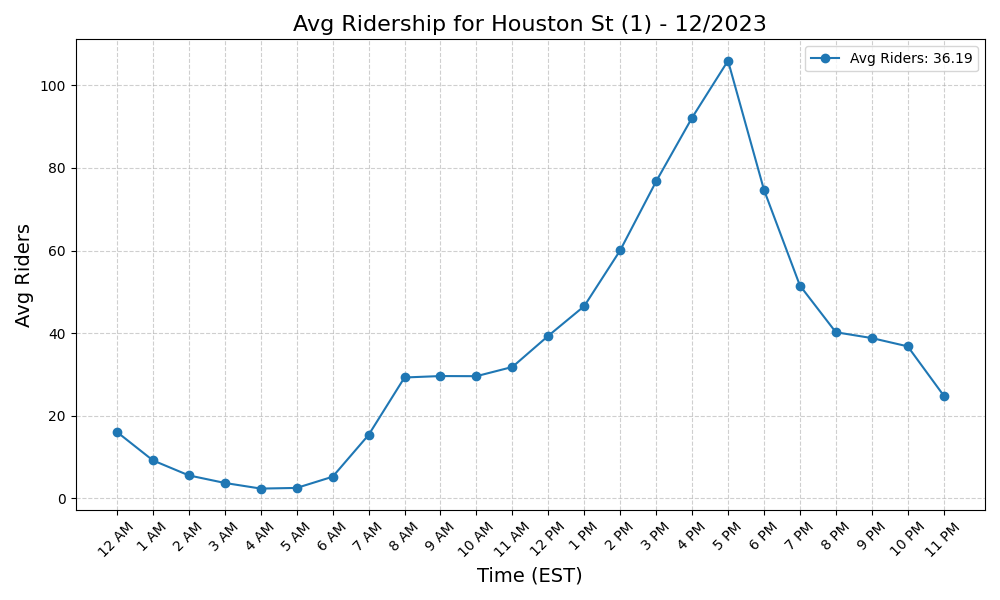 Avg Ridership for Houston St (1) - 12/2023
Avg Riders: 36.19
Avg Riders
100
80
60
40
20
0
12 AM
1 AM
2 AM
3 AM
4 AM
5 AM
6 AM
7 AM
8 AM
9 AM
10 AM
11 AM
12 PM
1 PM
2 PM
3 PM
4 PM
5 PM
6 PM
7 PM
8 PM
9 PM
10 PM
11 PM
Time (EST)